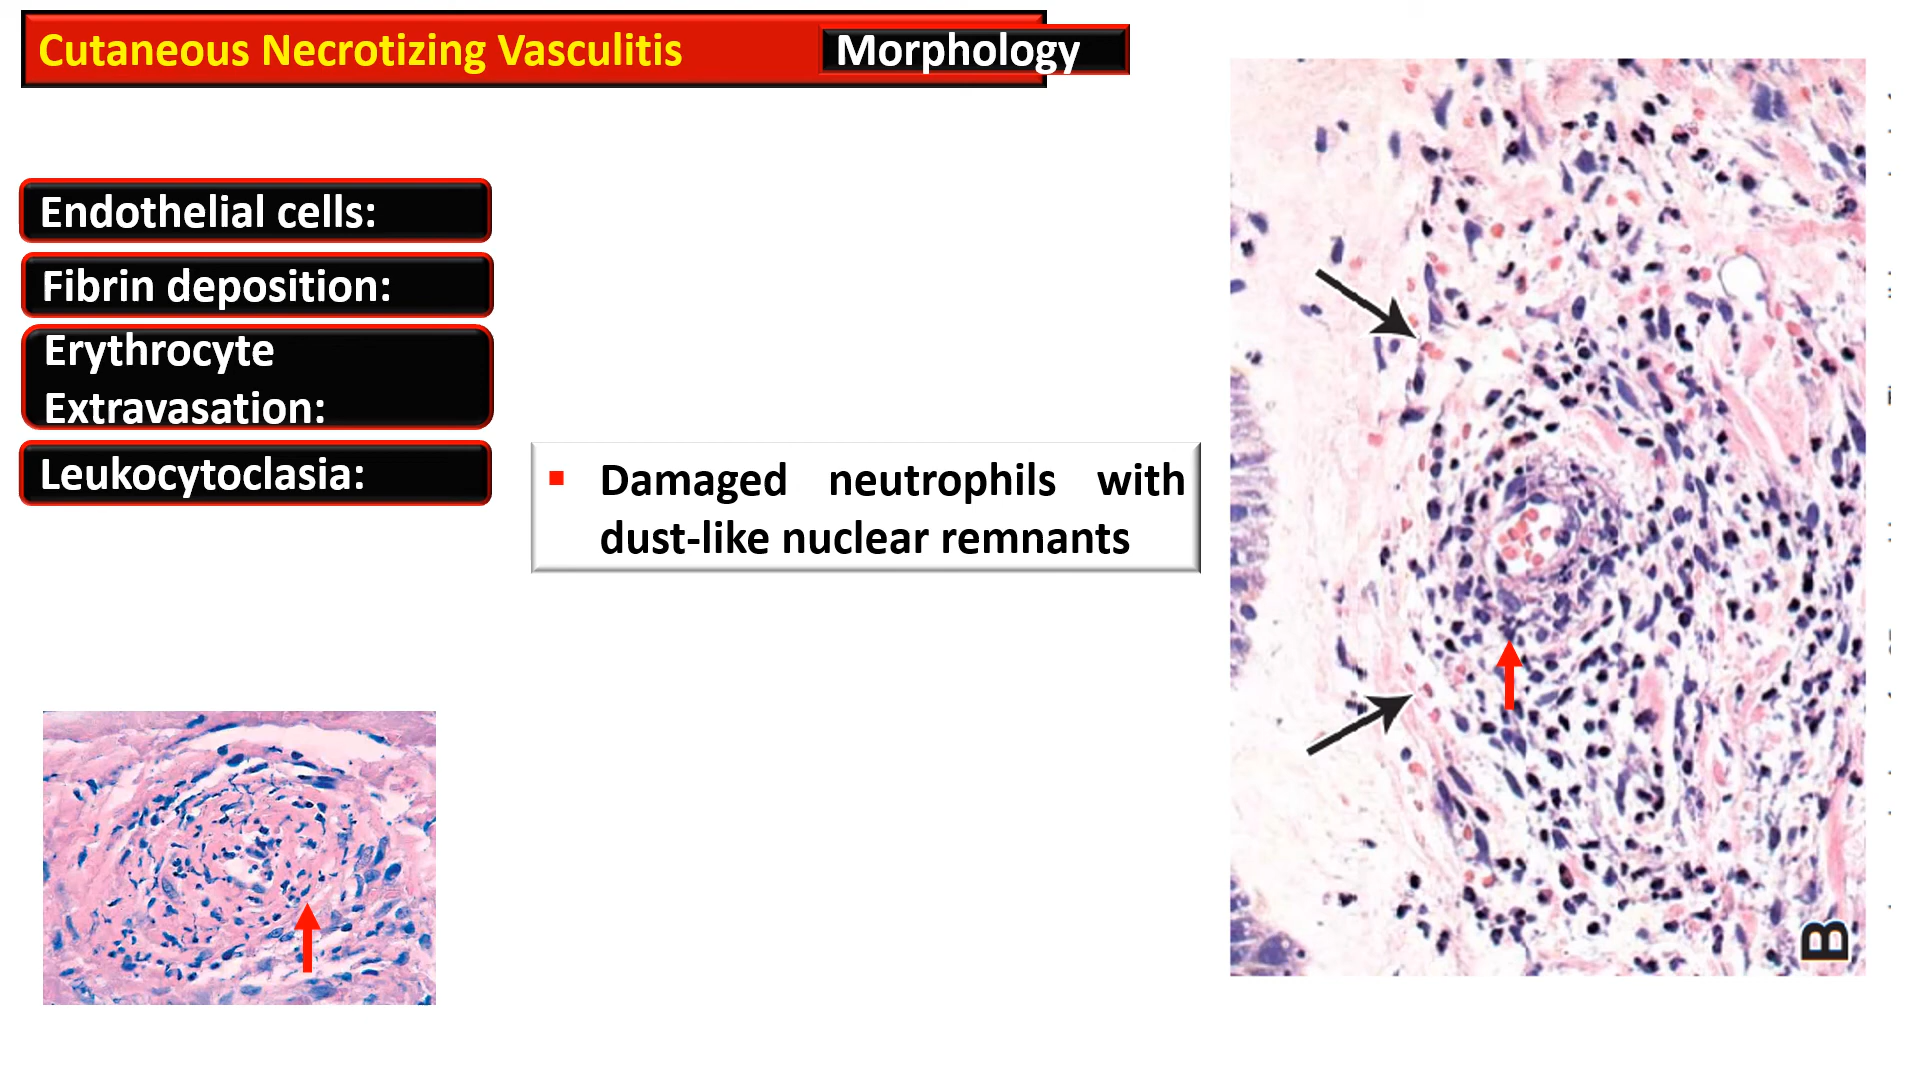 Cutaneous Necrotizing Vasculitis
Morphology
Endothelial cells:
Fibrin deposition:
Erythrocyte
Extravasation:
Leukocytoclasia:
▪ Damaged neutrophils with
dust-like nuclear remnants
B